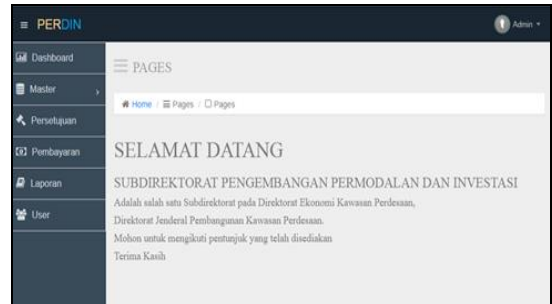 PERDIN
Admin
Dashboard
Master
Persetujuan
Pembayaran
Laporan
User
PAGES
Home / Pages / Pages
SELAMAT DATANG
SUBDIREKTORAT PENGEMBANGAN PERMODALAN DAN INVESTASI
Adalah salah satu Subdirektorat pada Direktorat Ekonomi Kawasan Perdesaan,
Direktorat Jenderal Pembangunan Kawasan Perdesaan.
Mohon untuk mengikuti pentunjuk yang telah disediakan
Terima Kasih